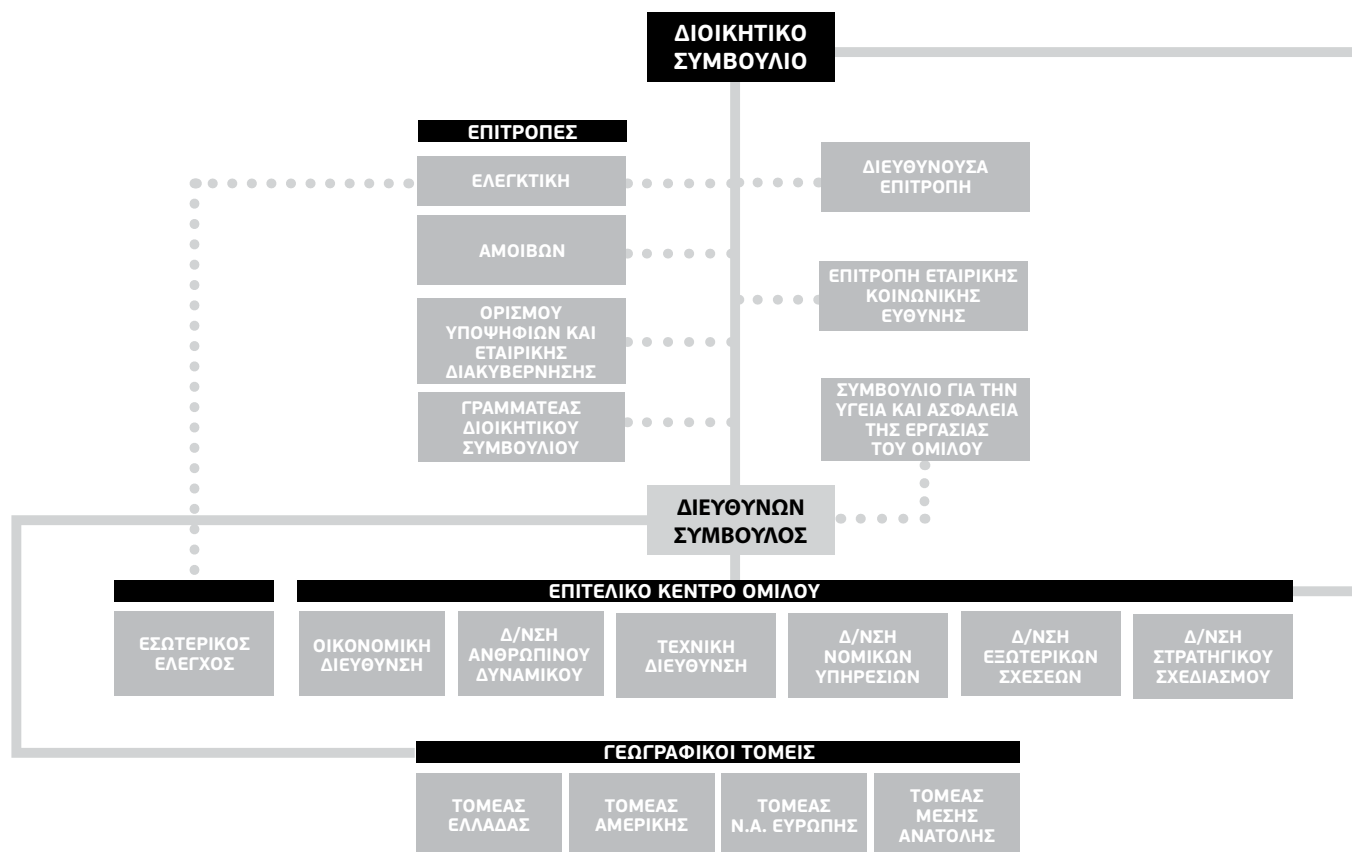 ΔΙΟΙΚΗΤΙΚΟ
ΣΥΜΒΟΥΛΙΟ
ΕΠΙΤΡΟΠΕΣ
ΕΛΕΓΚΤΙΚΗ
ΑΜΟΙΒΩΝ
ΟΡΙΣΜΟΥ
ΥΠΟΨΗΦΙΩΝ ΚΑΙ
ΕΤΑΙΡΙΚΗΣ
ΔΙΑΚΥΒΕΡΝΗΣΗΣ
ΓΡΑΜΜΑΤΕΑΣ
ΔΙΟΙΚΗΤΙΚΟΥ
ΣΥΜΒΟΥΛΙΟΥ
ΔΙΕΥΘΥΝΟΥΣΑ
ΕΠΙΤΡΟΠΗ
ΕΠΙΤΡΟΠΗ ΕΤΑΙΡΙΚΗΣ
ΚΟΙΝΩΝΙΚΗΣ
ΕΥΘΥΝΗΣ
ΣΥΜΒΟΥΛΙΟ ΓΙΑ ΤΗΝ
ΥΓΕΙΑ ΚΑΙ ΑΣΦΑΛΕΙΑ
ΤΗΣ ΕΡΓΑΣΙΑΣ
ΤΟΥ ΟΜΙΛΟΥ
ΔΙΕΥΘΥΝΩΝ
ΣΥΜΒΟΥΛΟΣ
ΕΠΙΤΕΛΙΚΟ ΚΕΝΤΡΟ ΟΜΙΛΟΥ
ΕΣΩΤΕΡΙΚΟΣ
ΕΛΕΓΧΟΣ
ΟΙΚΟΝΟΜΙΚΗ
ΔΙΕΥΘΥΝΣΗ
Δ/ΝΣΗ
ΑΝΘΡΩΠΙΝΟΥ
ΔΥΝΑΜΙΚΟΥ
ΤΕΧΝΙΚΗ
ΔΙΕΥΘΥΝΣΗ
Δ/ΝΣΗ
ΝΟΜΙΚΩΝ
ΥΠΗΡΕΣΙΩΝ
Δ/ΝΣΗ
ΕΞΩΤΕΡΙΚΩΝ
ΣΧΕΣΕΩΝ
Δ/ΝΣΗ
ΣΤΡΑΤΗΓΙΚΟΥ
ΣΧΕΔΙΑΣΜΟΥ
ΓΕΩΓΡΑΦΙΚΟΙ ΤΟΜΕΙΣ
ΤΟΜΕΑΣ
ΕΛΛΑΔΑΣ
ΤΟΜΕΑΣ
ΑΜΕΡΙΚΗΣ
ΤΟΜΕΑΣ
Ν.Α. ΕΥΡΩΠΗΣ
ΤΟΜΕΑΣ
ΜΕΣΗΣ
ΑΝΑΤΟΛΗΣ